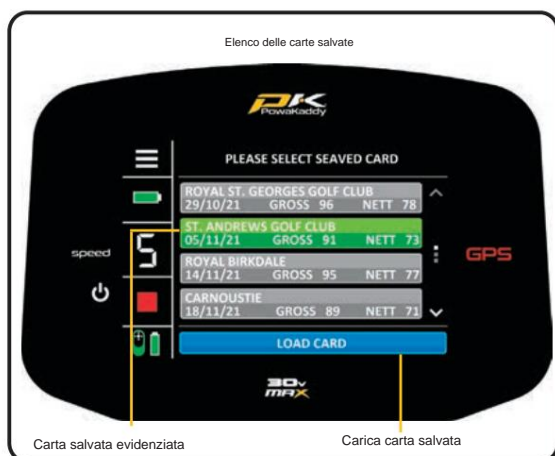 Elenco delle carte salvate
PK
PowaKaddy
PLEASE SELECT SEAVED CARD
ROYAL ST. GEORGES GOLF CLUB
29/10/21 GROSS 96 NETT 78
ST. ANDREWS GOLF CLUB
05/11/21 GROSS 91 NETT 73
speed
5
GPS
ROYAL BIRKDALE
14/11/21 GROSS 95 NETT 77
CARNOUSTIE
18/11/21 GROSS 89 NETT 71
LOAD CARD
30V
MAX
Carta salvata evidenziata
Carica carta salvata